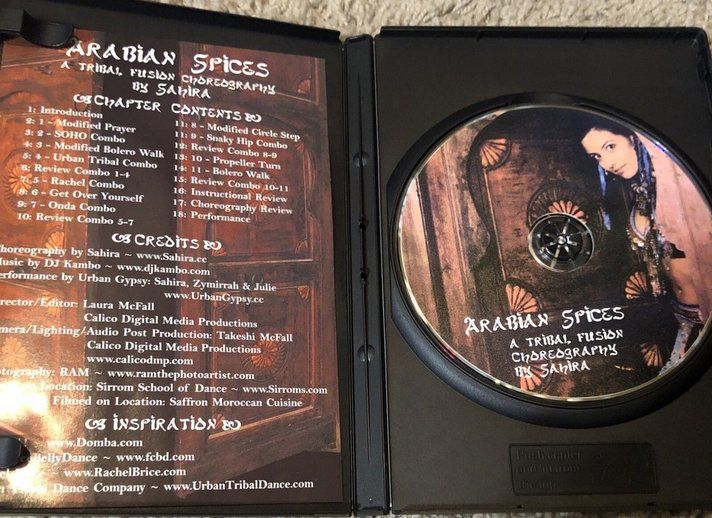 ARABIAN SPICES
A TRIBAL FUSION CHOREOGRAPHY
BY SAHIRA
CHAPTER CONTENTS
1: Introduction
2: 1 - Modified Prayer
3: 2 - SOHO Combo
4: 3 - Modified Bolero Walk
5: 4 - Urban Tribal Combo
6: Review Combo 1-4
7: 5 - Rachel Combo
8: 6 - Get Over Yourself
9: 7 - Onda Combo
10: Review Combo 5-7
11: 8 - Modified Circle Step
11: 9 - Snaky Hip Combo
12: Review Combo 8-9
13: 10 - Propeller Turn
14: 11 - Bolero Walk
15: Review Combo 10-11
16: Instructional Review
17: Choreography Review
18: Performance
CREDITS
Choreography by Sahira ~ www.Sahira.cc
Music by DJ Kambo ~ www.djkambo.com
Performance by Urban Gypsy: Sahira, Zymirrah & Julie
www.UrbanGypsy.cc
Director/Editor: Laura McFall
Calico Digital Media Productions
Camera/Lighting/Audio Post Production: Takeshi McFall
Calico Digital Media Productions
www.calicodmp.com
Photography: RAM ~ www.ramthephotoartist.com
on Location: Sirrom School of Dance ~ www.Sirroms.com
Filmed on Location: Saffron Moroccan Cuisine
INSPIRATION
www.Domba.com
BellyDance ~ www.fcbd.com
~ www.RachelBrice.com
Dance Company ~ www.UrbanTribalDance.com
ARABIAN SPICES
A TRIBAL FUSION
CHOREOGRAPHY
BY SAHIRA